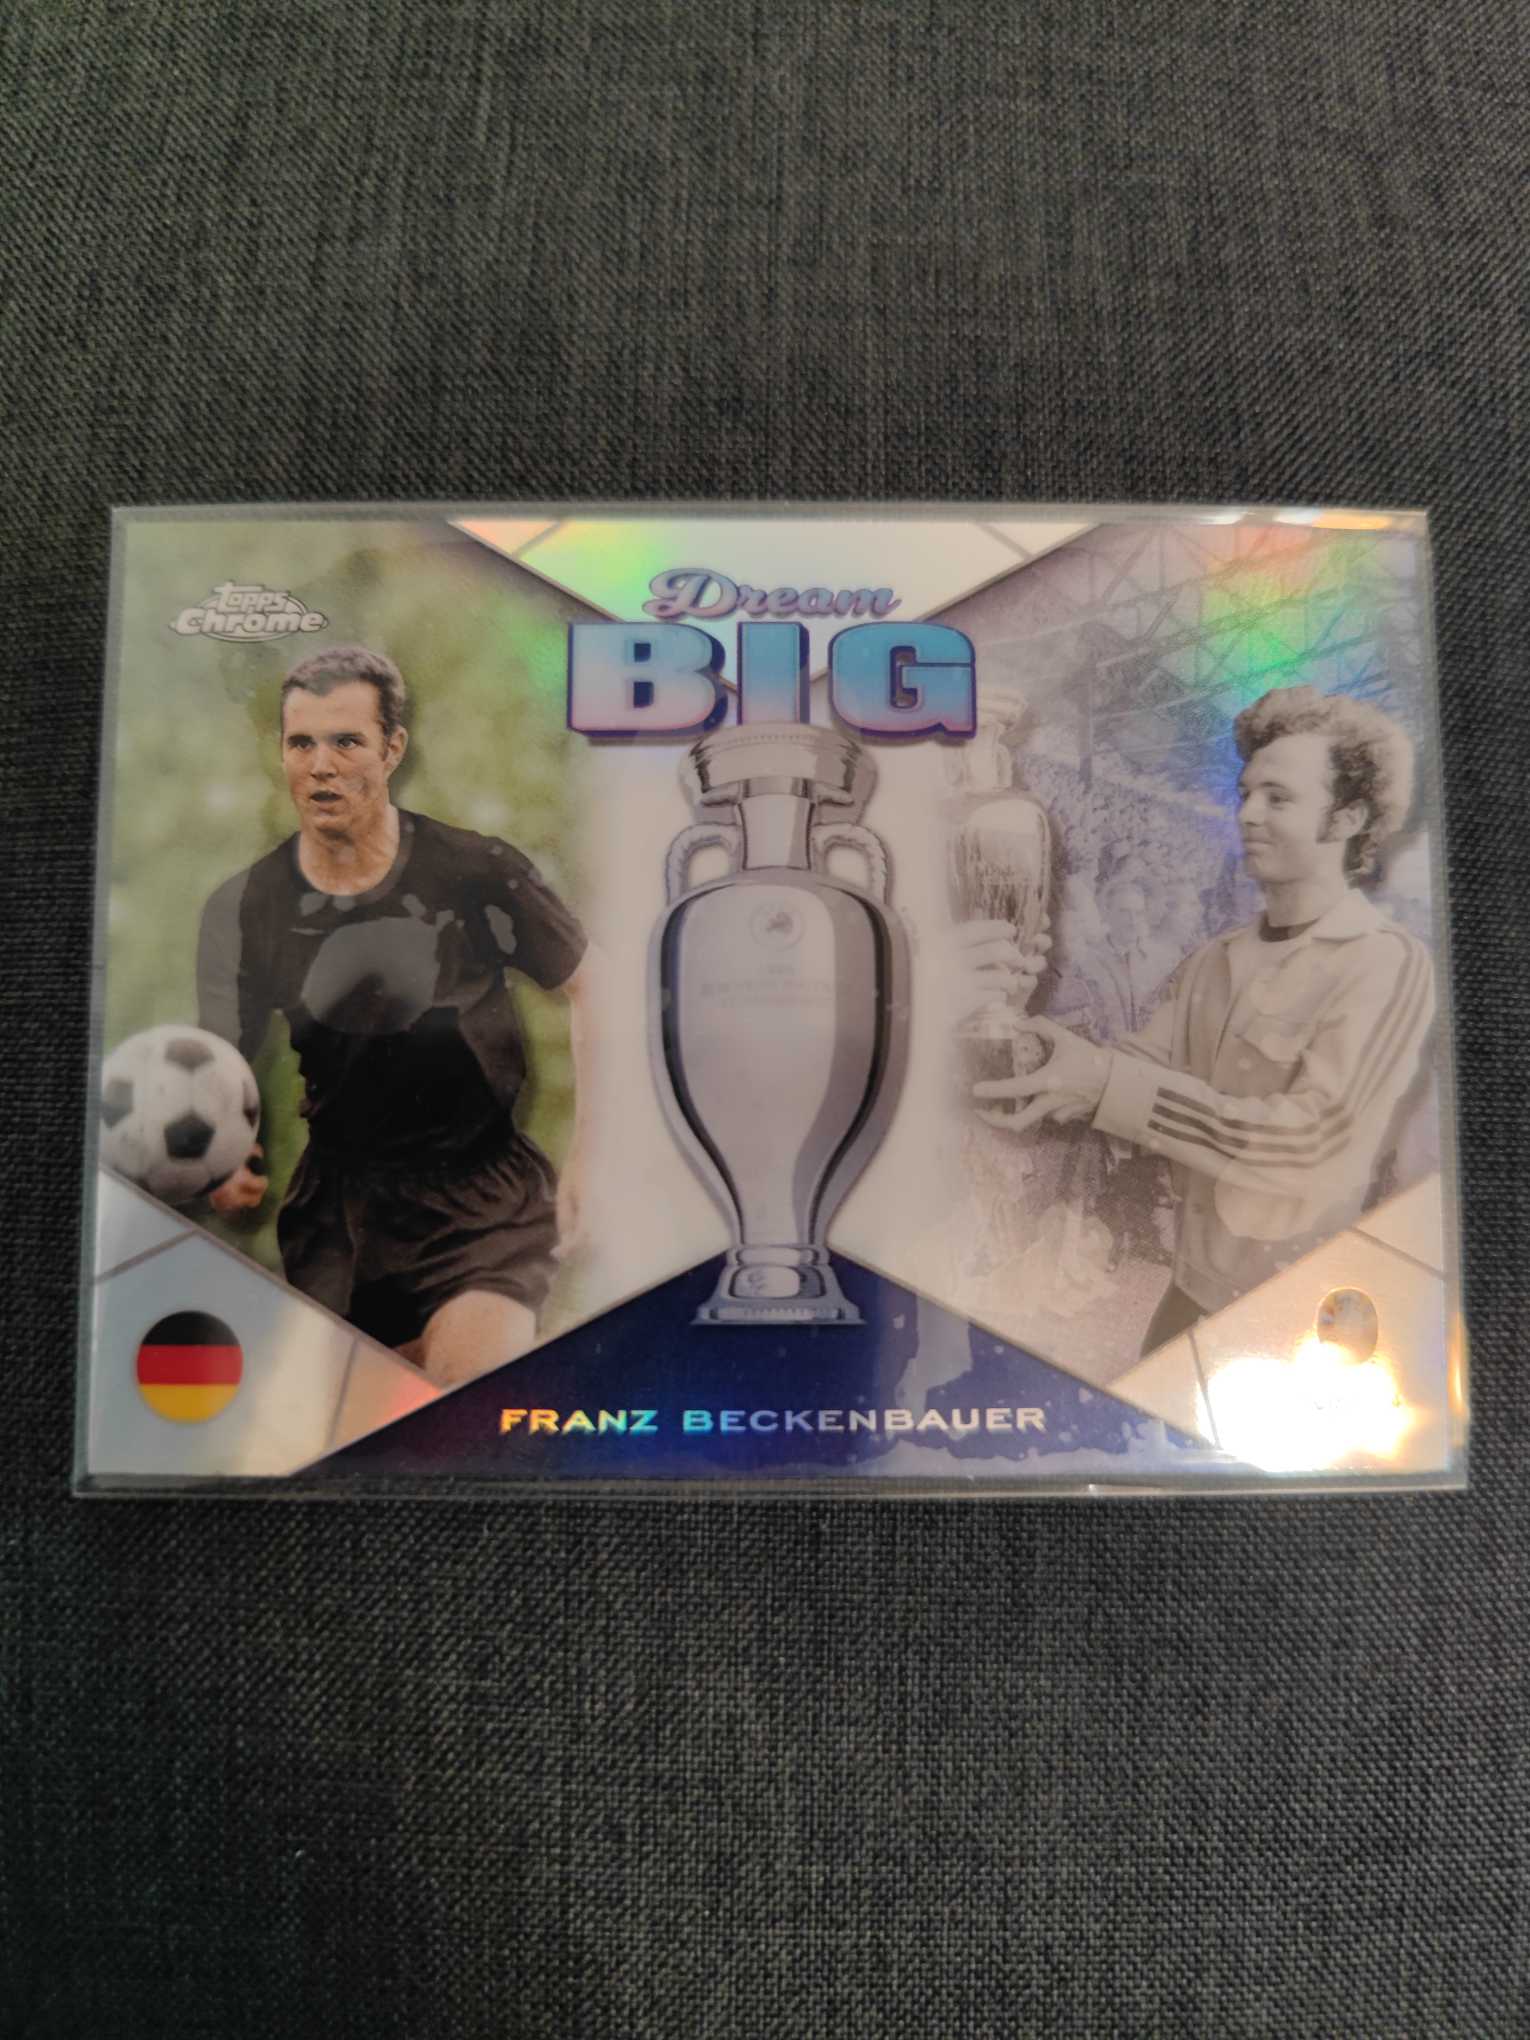 topps
Chrome
Dream
BIG
FRANZ BECKENBAUER